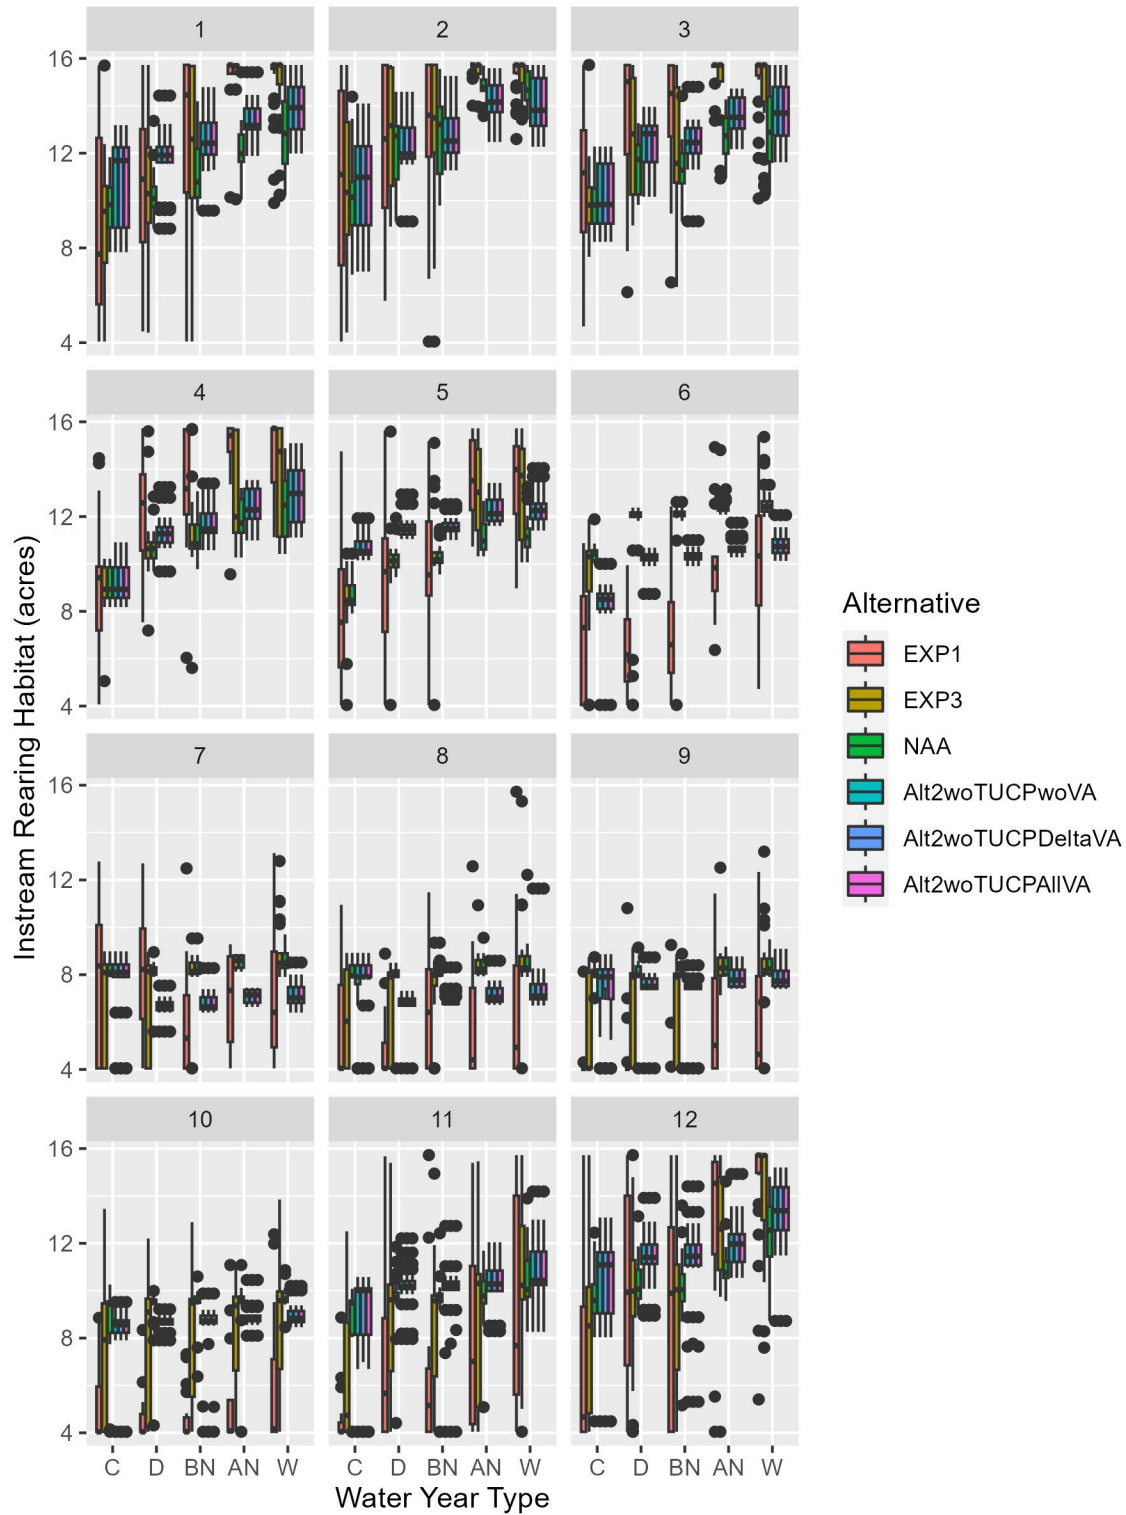 1 2 3
16
12
8
4
4 5 6
16
12
8
4
Instream Rearing Habitat (acres)
7 8 9
16
12
8
4
10 11 12
16
12
8
4
C D BN AN W C D BN AN W C D BN AN W
Water Year Type
Alternative
EXP1
EXP3
NAA
Alt2woTUCPwoVA
Alt2woTUCPDeltaVA
Alt2woTUCPAllVA